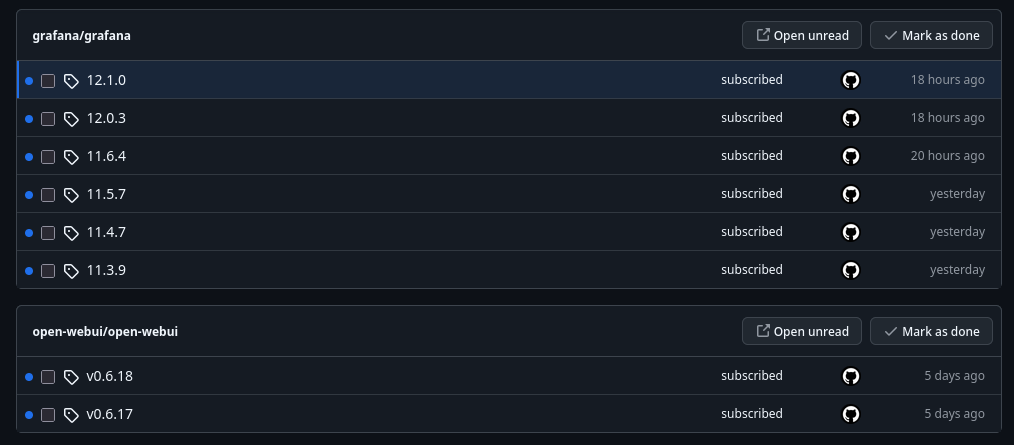 grafana/grafana Open unread Mark as done
12.1.0 subscribed 18 hours ago
12.0.3 subscribed 18 hours ago
11.6.4 subscribed 20 hours ago
11.5.7 subscribed yesterday
11.4.7 subscribed yesterday
11.3.9 subscribed yesterday
open-webui/open-webui Open unread Mark as done
v0.6.18 subscribed 5 days ago
v0.6.17 subscribed 5 days ago